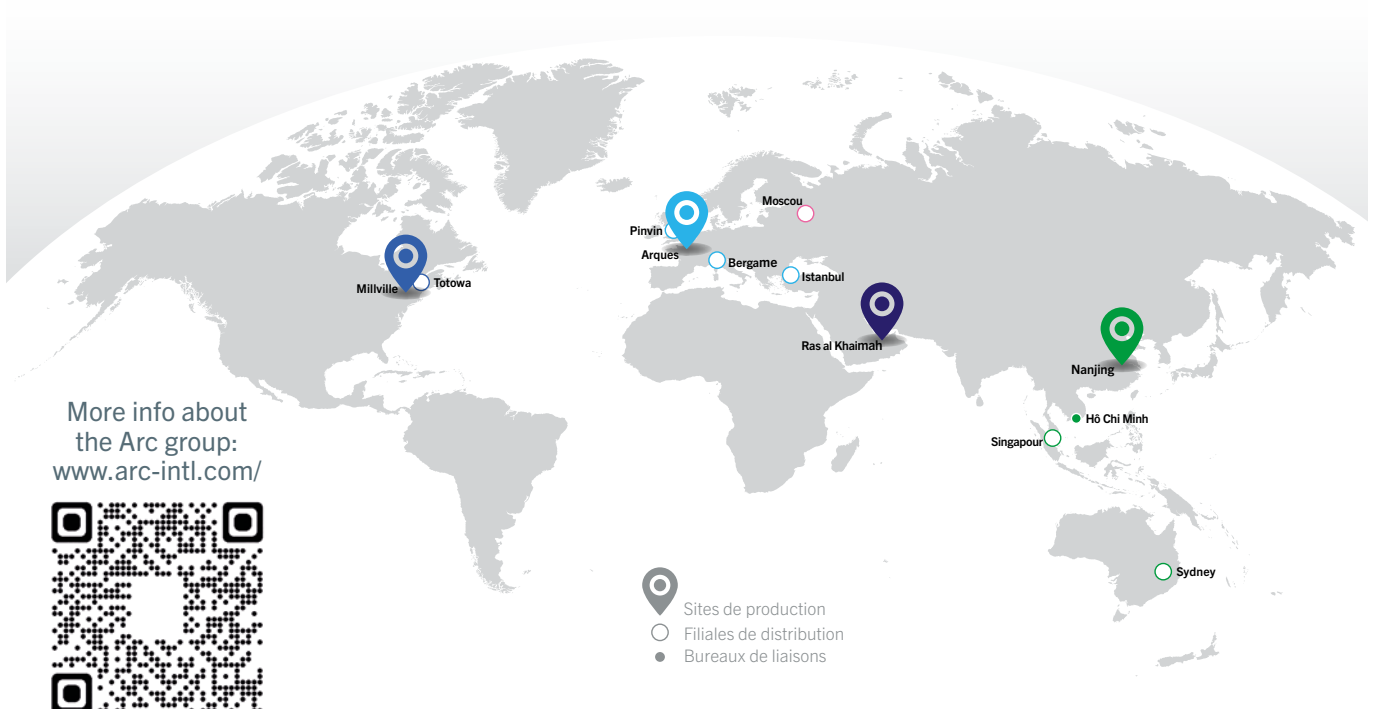 Moscou
Pinvin
Arques
Bergame
Istanbul
Millville
Totowa
Ras al Khaimah
Nanjing
Hô Chi Minh
Singapour
Sydney
More info about
the Arc group:
www.arc-intl.com/
Sites de production
Filiales de distribution
Bureaux de liaisons